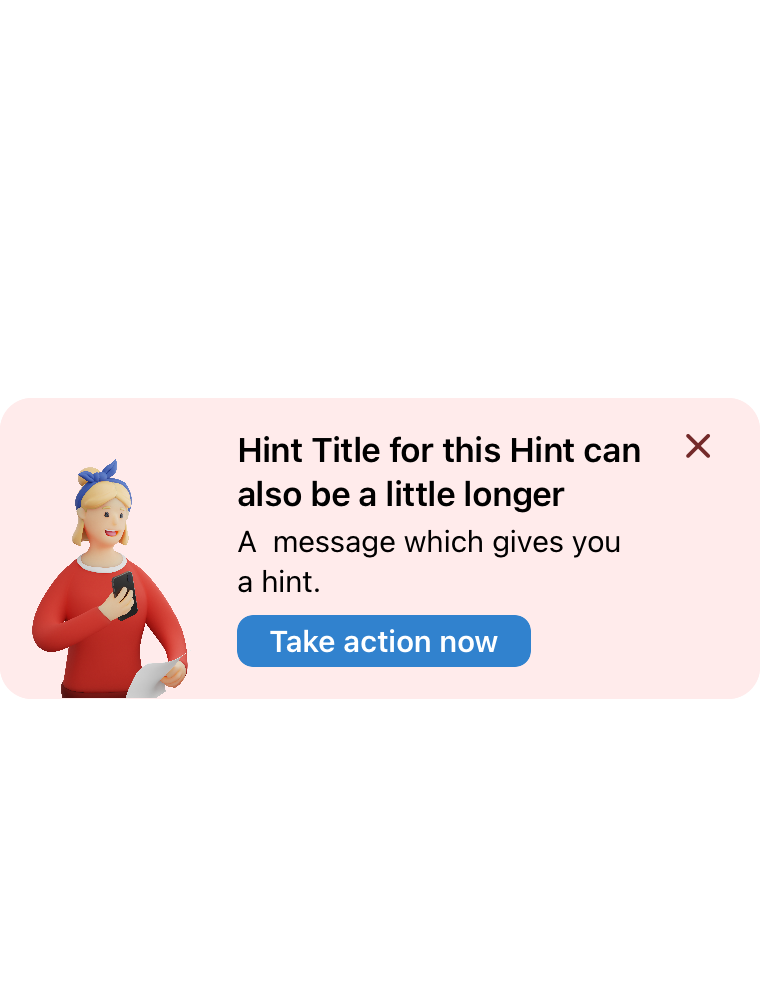 Hint Title for this Hint can
also be a little longer
A  message which gives you
a hint.
Take action now